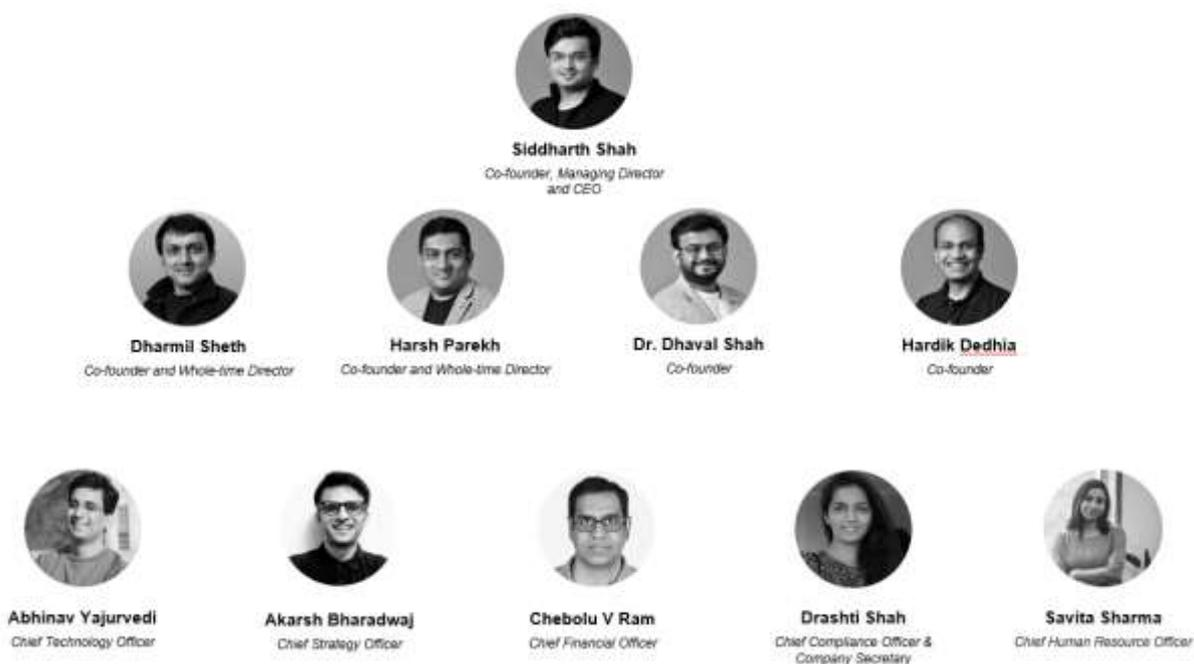 Siddharth Shah
Co-founder, Managing Director
and CEO
Dharmil Sheth
Co-founder and Whole-time Director
Harsh Parekh
Co-founder and Whole-time Director
Dr. Dhaval Shah
Co-founder
Hardik Dedhia
Co-founder
Abhinav Yajurvedi
Chief Technology Officer
Akarsh Bharadwaj
Chief Strategy Officer
Chebolu V Ram
Chief Financial Officer
Drashti Shah
Chief Compliance Officer &
Company Secretary
Savita Sharma
Chief Human Resource Officer